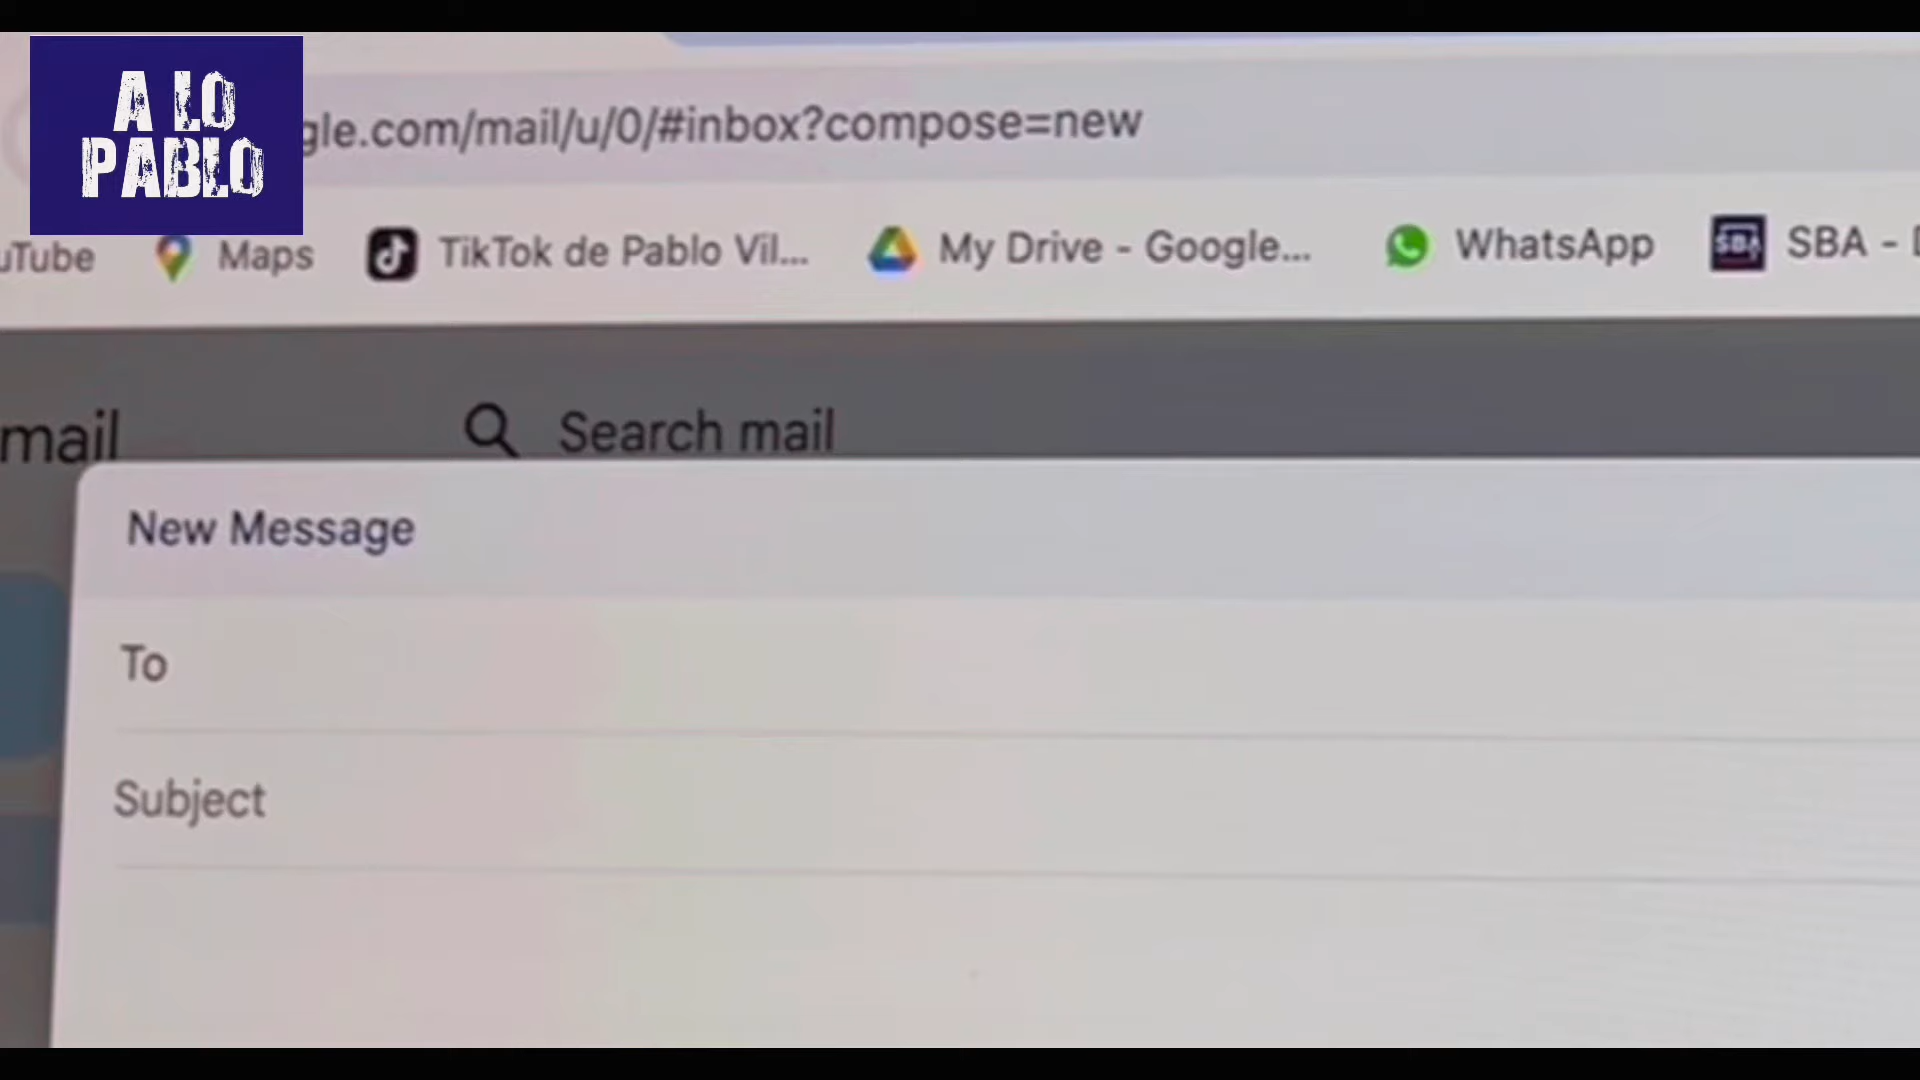 A LO
PABLO
gle.com/mail/u/0/#inbox?compose=new
uTube Maps TikTok de Pablo Vil... My Drive - Google... WhatsApp SBA SBA -
mail Search mail
New Message
To
Subject